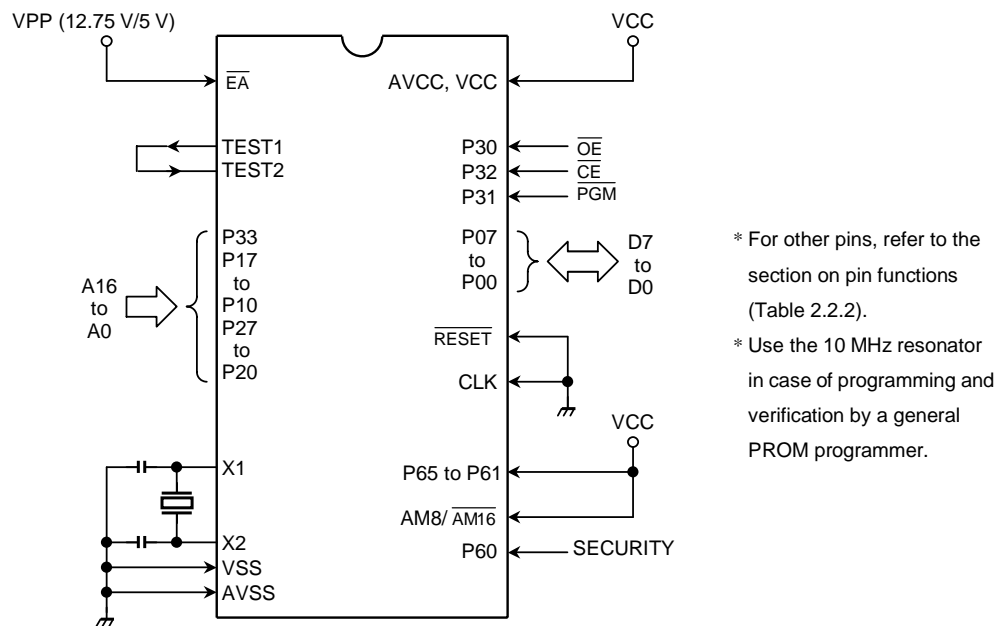 VPP (12.75 V/5 V)
VCC
EA
AVCC, VCC
TEST1
TEST2
P30
OE
P32
CE
P31
PGM
P33
P17
to
P10
P27
to
P20
A16
to
A0
P07
to
P00
D7
to
D0
RESET
CLK
VCC
X1
X2
VSS
AVSS
P65 to P61
AM8/ AM16
P60
SECURITY
* For other pins, refer to the
section on pin functions
(Table 2.2.2).
* Use the 10 MHz resonator
in case of programming and
verification by a general
PROM programmer.